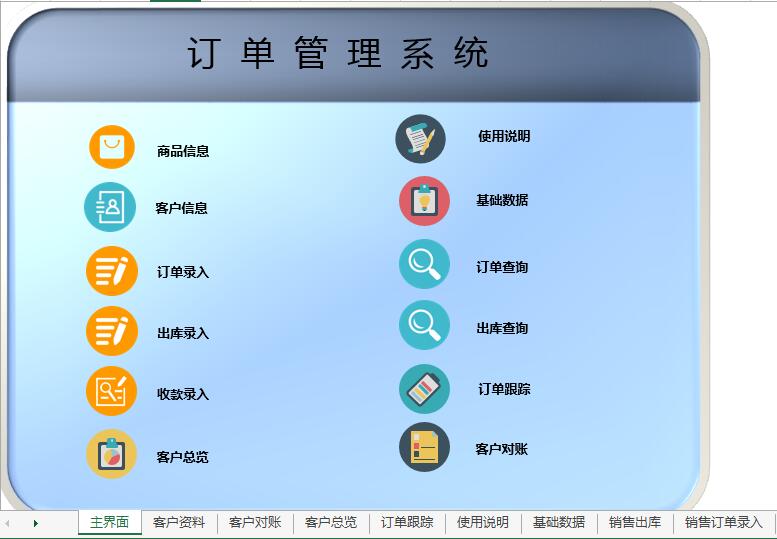 订单管理系统
商品信息
使用说明
客户信息
基础数据
订单录入
订单查询
出库录入
出库查询
收款录入
订单跟踪
客户总览
客户对账
主界面 客户资料 客户对账 客户总览 订单跟踪 使用说明 基础数据 销售出库 销售订单录入